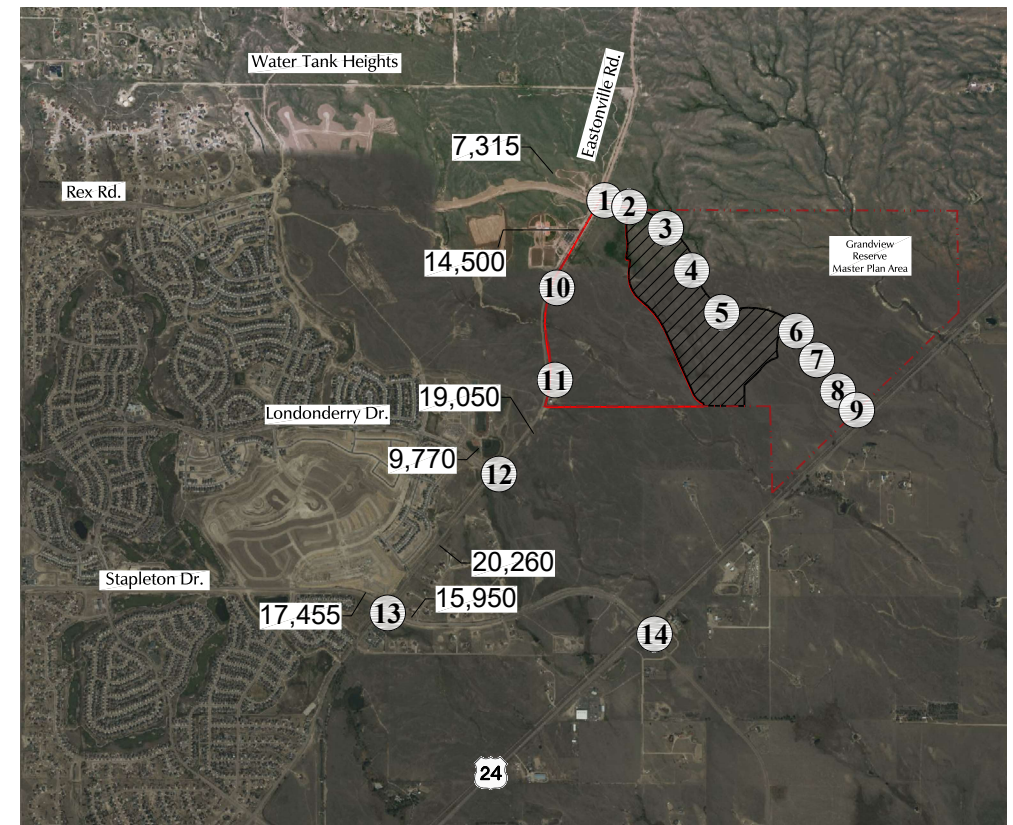 Water Tank Heights
Eastonville Rd.
7,315
Rex Rd.
1
2
3
14,500
Grandview
Reserve
Master Plan Area
4
10
5
6
7
11
8
19,050
9
Londonderry Dr.
9,770
12
20,260
Stapleton Dr.
15,950
17,455
13
14
24